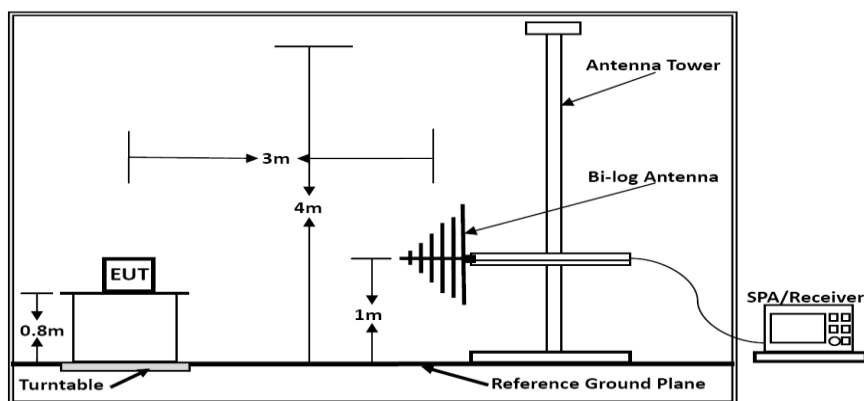 Antenna Tower
3m
Bi-log Antenna
4m
EUT
SPA/Receiver
0.8m
1m
Turntable
Reference Ground Plane